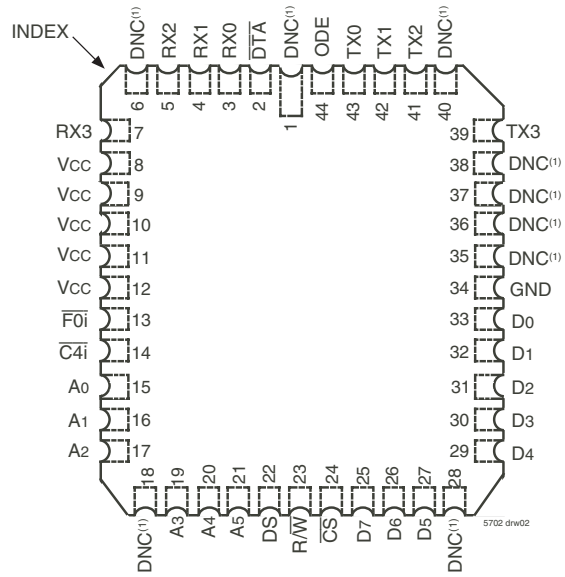 INDEX
DNC(1) RX2 RX1 RX0 DTA DNC(1) ODE TX0 TX1 TX2 DNC(1)
6 5 4 3 2 1 44 43 42 41 40
RX3 7 39 TX3
VCC 8 38 DNC(1)
VCC 9 37 DNC(1)
VCC 10 36 DNC(1)
VCC 11 35 DNC(1)
VCC 12 34 GND
F0i 13 33 D0
C4i 14 32 D1
A0 15 31 D2
A1 16 30 D3
A2 17 29 D4
18 19 20 21 22 23 24 25 26 27 28
DNC(1) A3 A4 A5 DS R/W CS D7 D6 D5 DNC(1)
5702 drw02